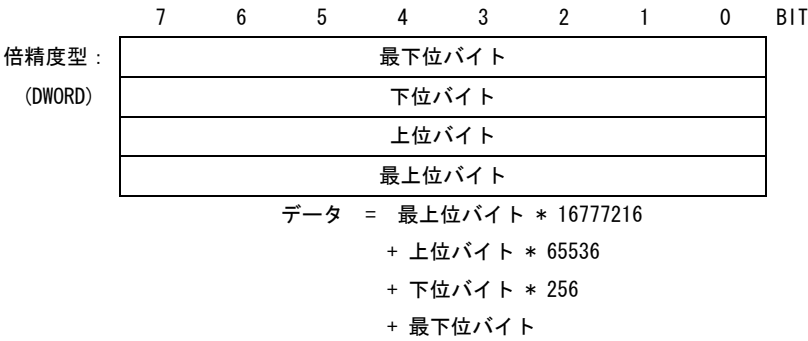 7 6 5 4 3 2 1 0 BIT
倍精度型： 最下位バイト
(DWORD) 下位バイト
上位バイト
最上位バイト
データ = 最上位バイト * 16777216
+ 上位バイト * 65536
+ 下位バイト * 256
+ 最下位バイト